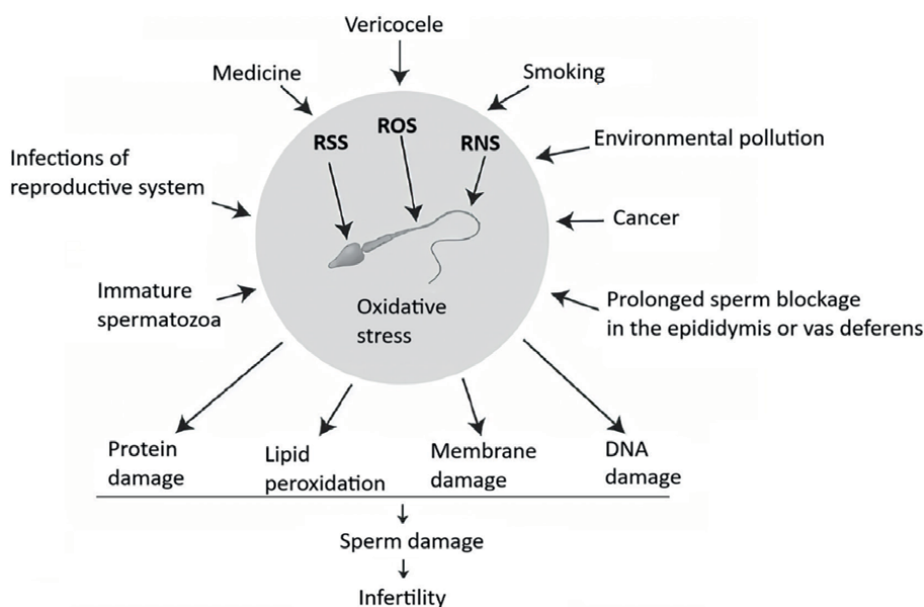 Vericocele
Medicine
Smoking
RSS
ROS
RNS
Environmental pollution
Infections of
reproductive system
Cancer
Immature
spermatozoa
Oxidative
stress
Prolonged sperm blockage
in the epididymis or vas deferens
Protein
damage
Lipid
peroxidation
Membrane
damage
DNA
damage
Sperm damage
Infertility